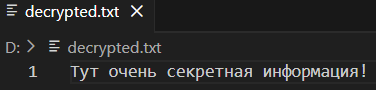 decrypted.txt ×
D: > decrypted.txt
1 Тут очень секретная информация!